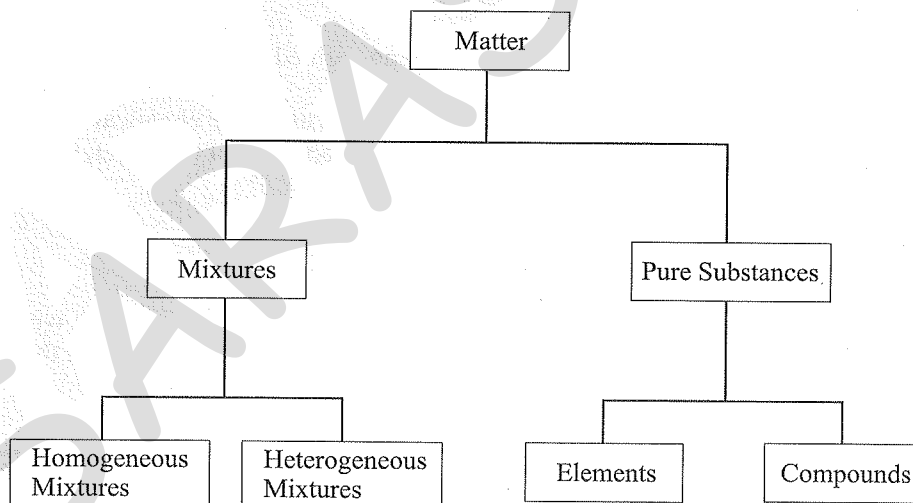 Matter
Mixtures
Pure Substances
Homogeneous
Mixtures
Heterogeneous
Mixtures
Elements
Compounds